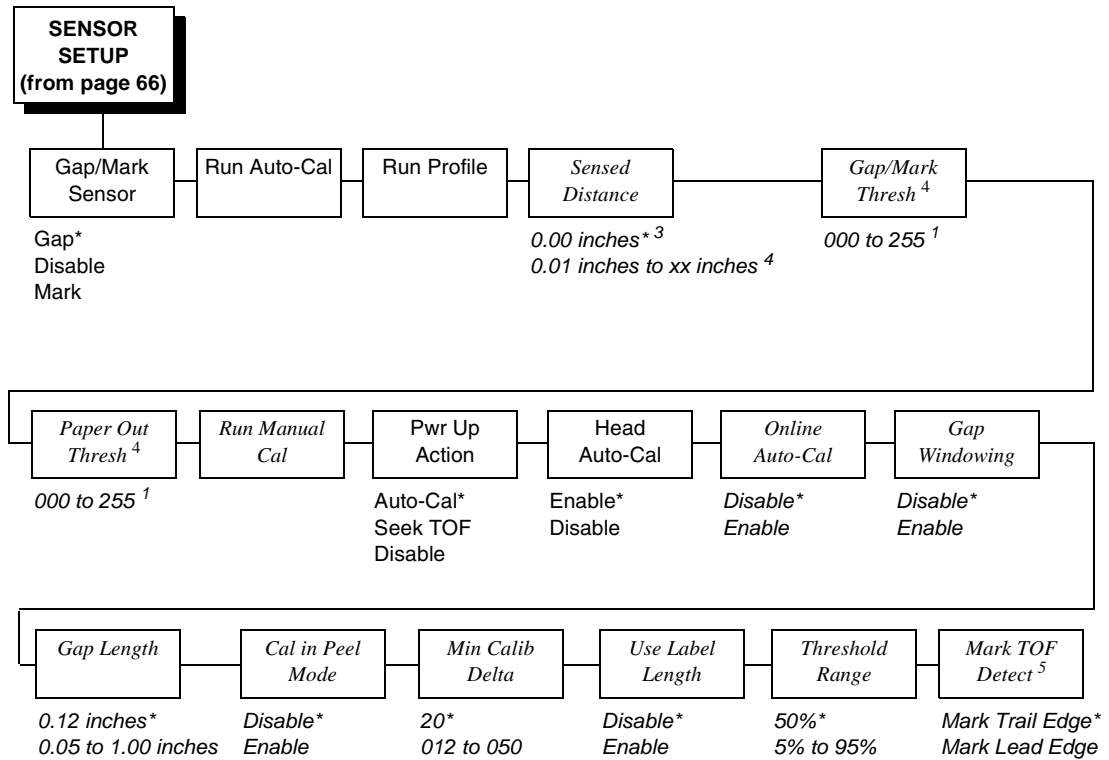 SENSOR
SETUP
(from page 66)
Gap/Mark
Sensor
Gap*
Disable
Mark
Run Auto-Cal
Run Profile
Sensed
Distance
0.00 inches* 3
0.01 inches to xx inches 4
Gap/Mark
Thresh 4
000 to 255 1
Paper Out
Thresh 4
000 to 255 1
Run Manual
Cal
Pwr Up
Action
Auto-Cal*
Seek TOF
Disable
Head
Auto-Cal
Enable*
Disable
Online
Auto-Cal
Disable*
Enable
Gap
Windowing
Disable*
Enable
Gap Length
0.12 inches*
0.05 to 1.00 inches
Cal in Peel
Mode
Disable*
Enable
Min Calib
Delta
20*
012 to 050
Use Label
Length
Disable*
Enable
Threshold
Range
50%*
5% to 95%
Mark TOF
Detect 5
Mark Trail Edge*
Mark Lead Edge